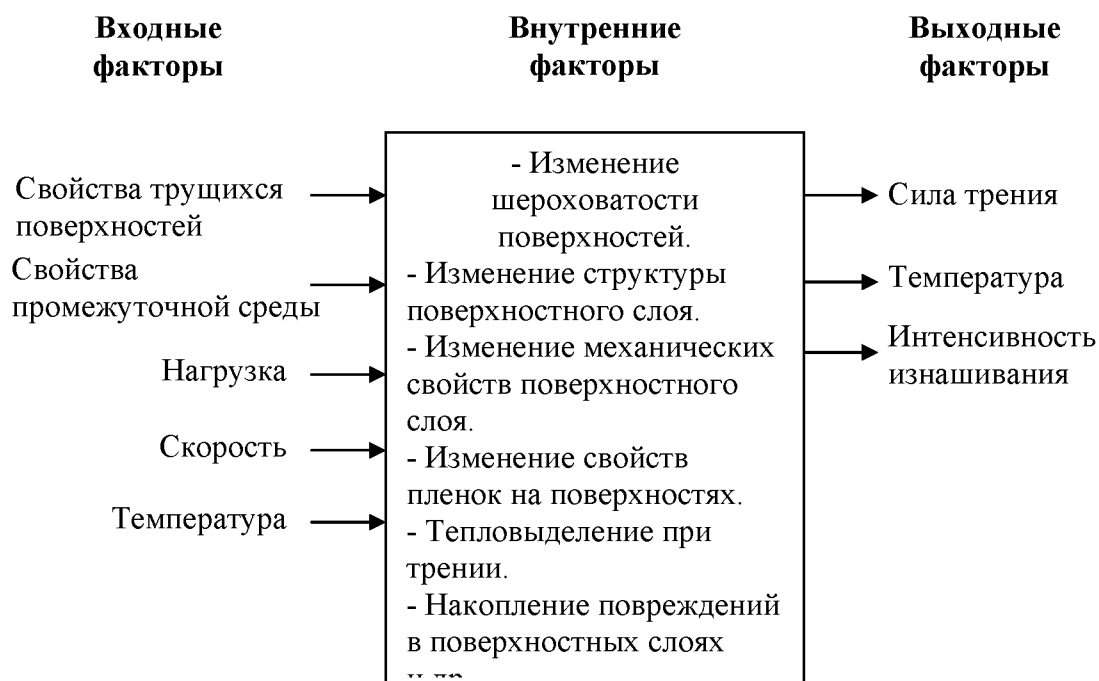 Входные
факторы
Внутренние
факторы
Выходные
факторы
Свойства трущихся
поверхностей
Свойства
промежуточной среды
Нагрузка
Скорость
Температура
- Изменение
шероховатости
поверхностей.
- Изменение структуры
поверхностного слоя.
- Изменение механических
свойств поверхностного
слоя.
- Изменение свойств
пленок на поверхностях.
- Тепловыделение при
трении.
- Накопление повреждений
в поверхностных слоях
Сила трения
Температура
Интенсивность
изнашивания